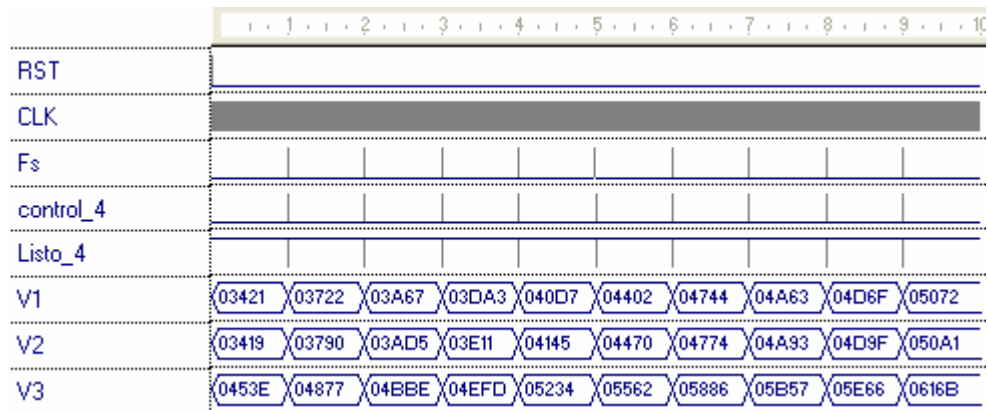 1 2 3 4 5 6 7 8 9 10
RST
CLK
Fs
control_4
Listo_4
V1 03421 03722 03A67 03DA3 040D7 04402 04744 04A63 04D6F 05072
V2 03419 03790 03AD5 03E11 04145 04470 04774 04A93 04D9F 050A1
V3 0453E 04877 04BBE 04EFD 05234 05562 05886 05B57 05E66 0616B